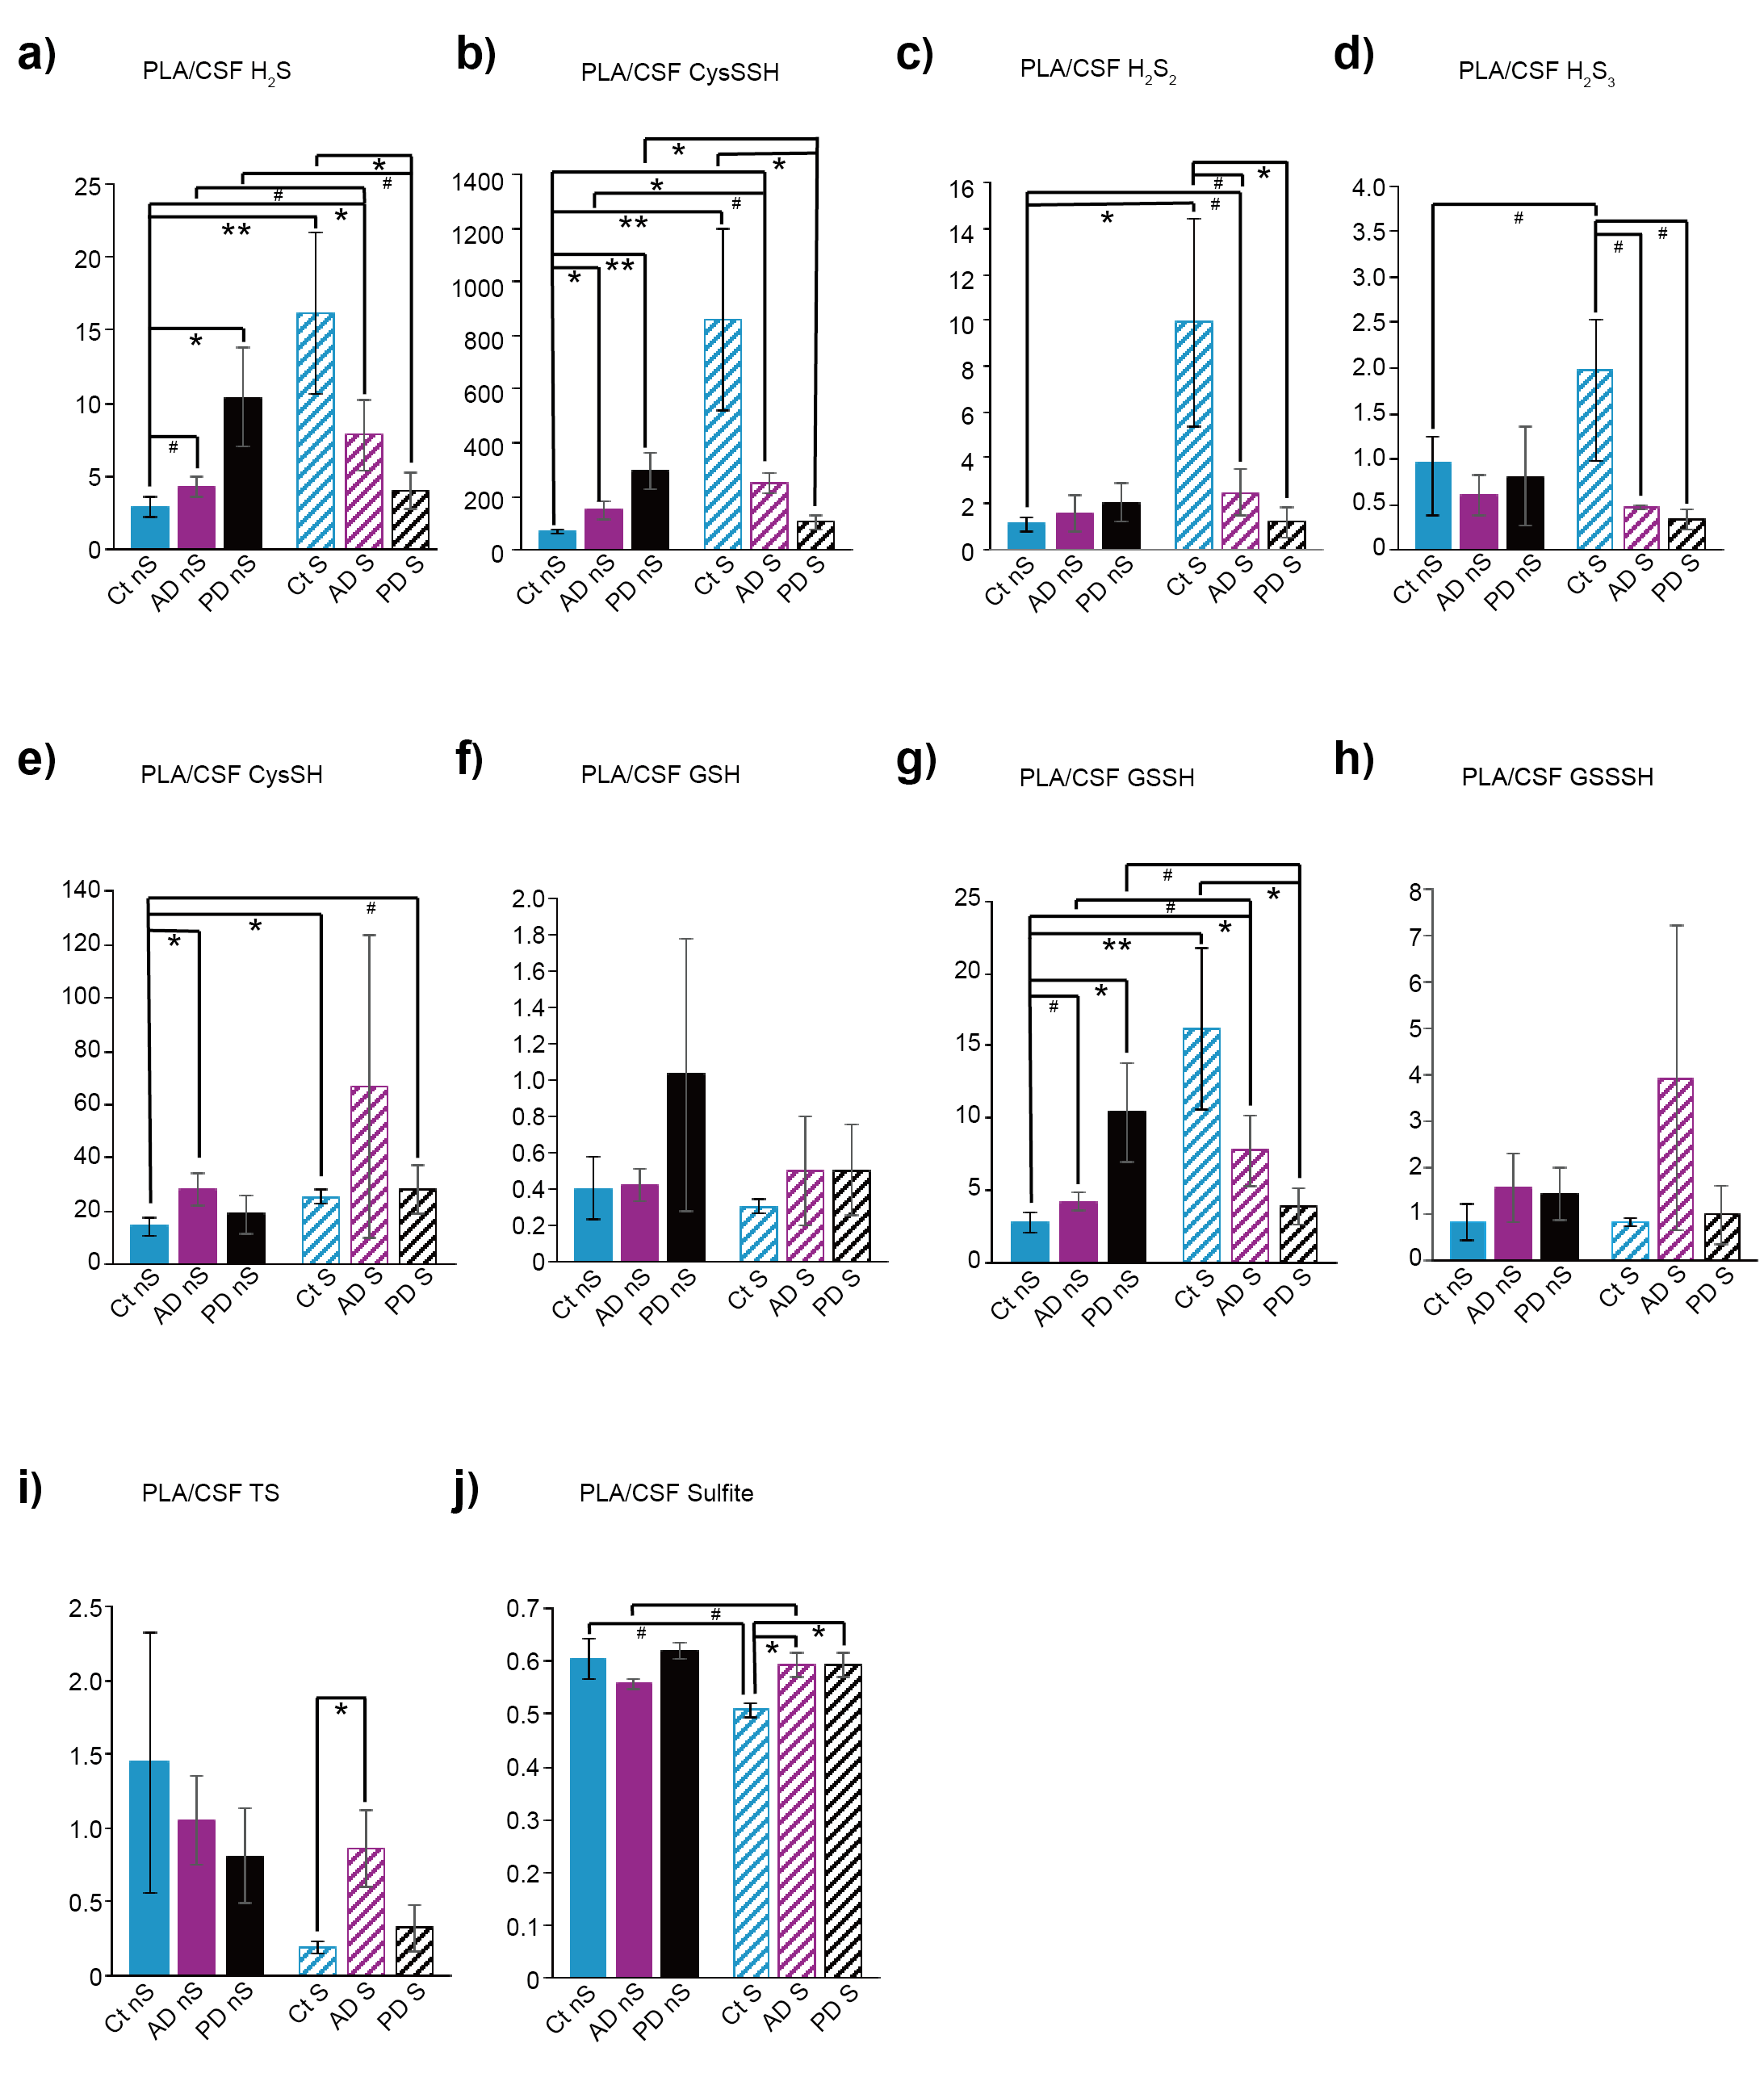 a)
PLA/CSF H2S
25
20
15
10
5
0
*
#
#
*
**
*
#
Ct nS
AD nS
PD nS
Ct S
AD S
PD S
b)
PLA/CSF CysSSH
1400
1200
1000
800
600
400
200
0
*
*
*
#
**
**
*
Ct nS
AD nS
PD nS
Ct S
AD S
PD S
c)
PLA/CSF H2S2
16
14
12
10
8
6
4
2
0
*
#
#
*
Ct nS
AD nS
PD nS
Ct S
AD S
PD S
d)
PLA/CSF H2S3
4.0
3.5
3.0
2.5
2.0
1.5
1.0
0.5
0
#
#
#
Ct nS
AD nS
PD nS
Ct S
AD S
PD S
e)
PLA/CSF CysSH
140
120
100
80
60
40
20
0
#
*
*
Ct nS
AD nS
PD nS
Ct S
AD S
PD S
f)
PLA/CSF GSH
2.0
1.8
1.6
1.4
1.2
1.0
0.8
0.6
0.4
0.2
0
Ct nS
AD nS
PD nS
Ct S
AD S
PD S
g)
PLA/CSF GSSH
25
20
15
10
5
0
#
*
#
*
**
*
#
Ct nS
AD nS
PD nS
Ct S
AD S
PD S
h)
PLA/CSF GSSSH
8
7
6
5
4
3
2
1
0
Ct nS
AD nS
PD nS
Ct S
AD S
PD S
i)
PLA/CSF TS
2.5
2.0
1.5
1.0
0.5
0
*
Ct nS
AD nS
PD nS
Ct S
AD S
PD S
j)
PLA/CSF Sulfite
0.7
0.6
0.5
0.4
0.3
0.2
0.1
0
#
#
*
*
Ct nS
AD nS
PD nS
Ct S
AD S
PD S